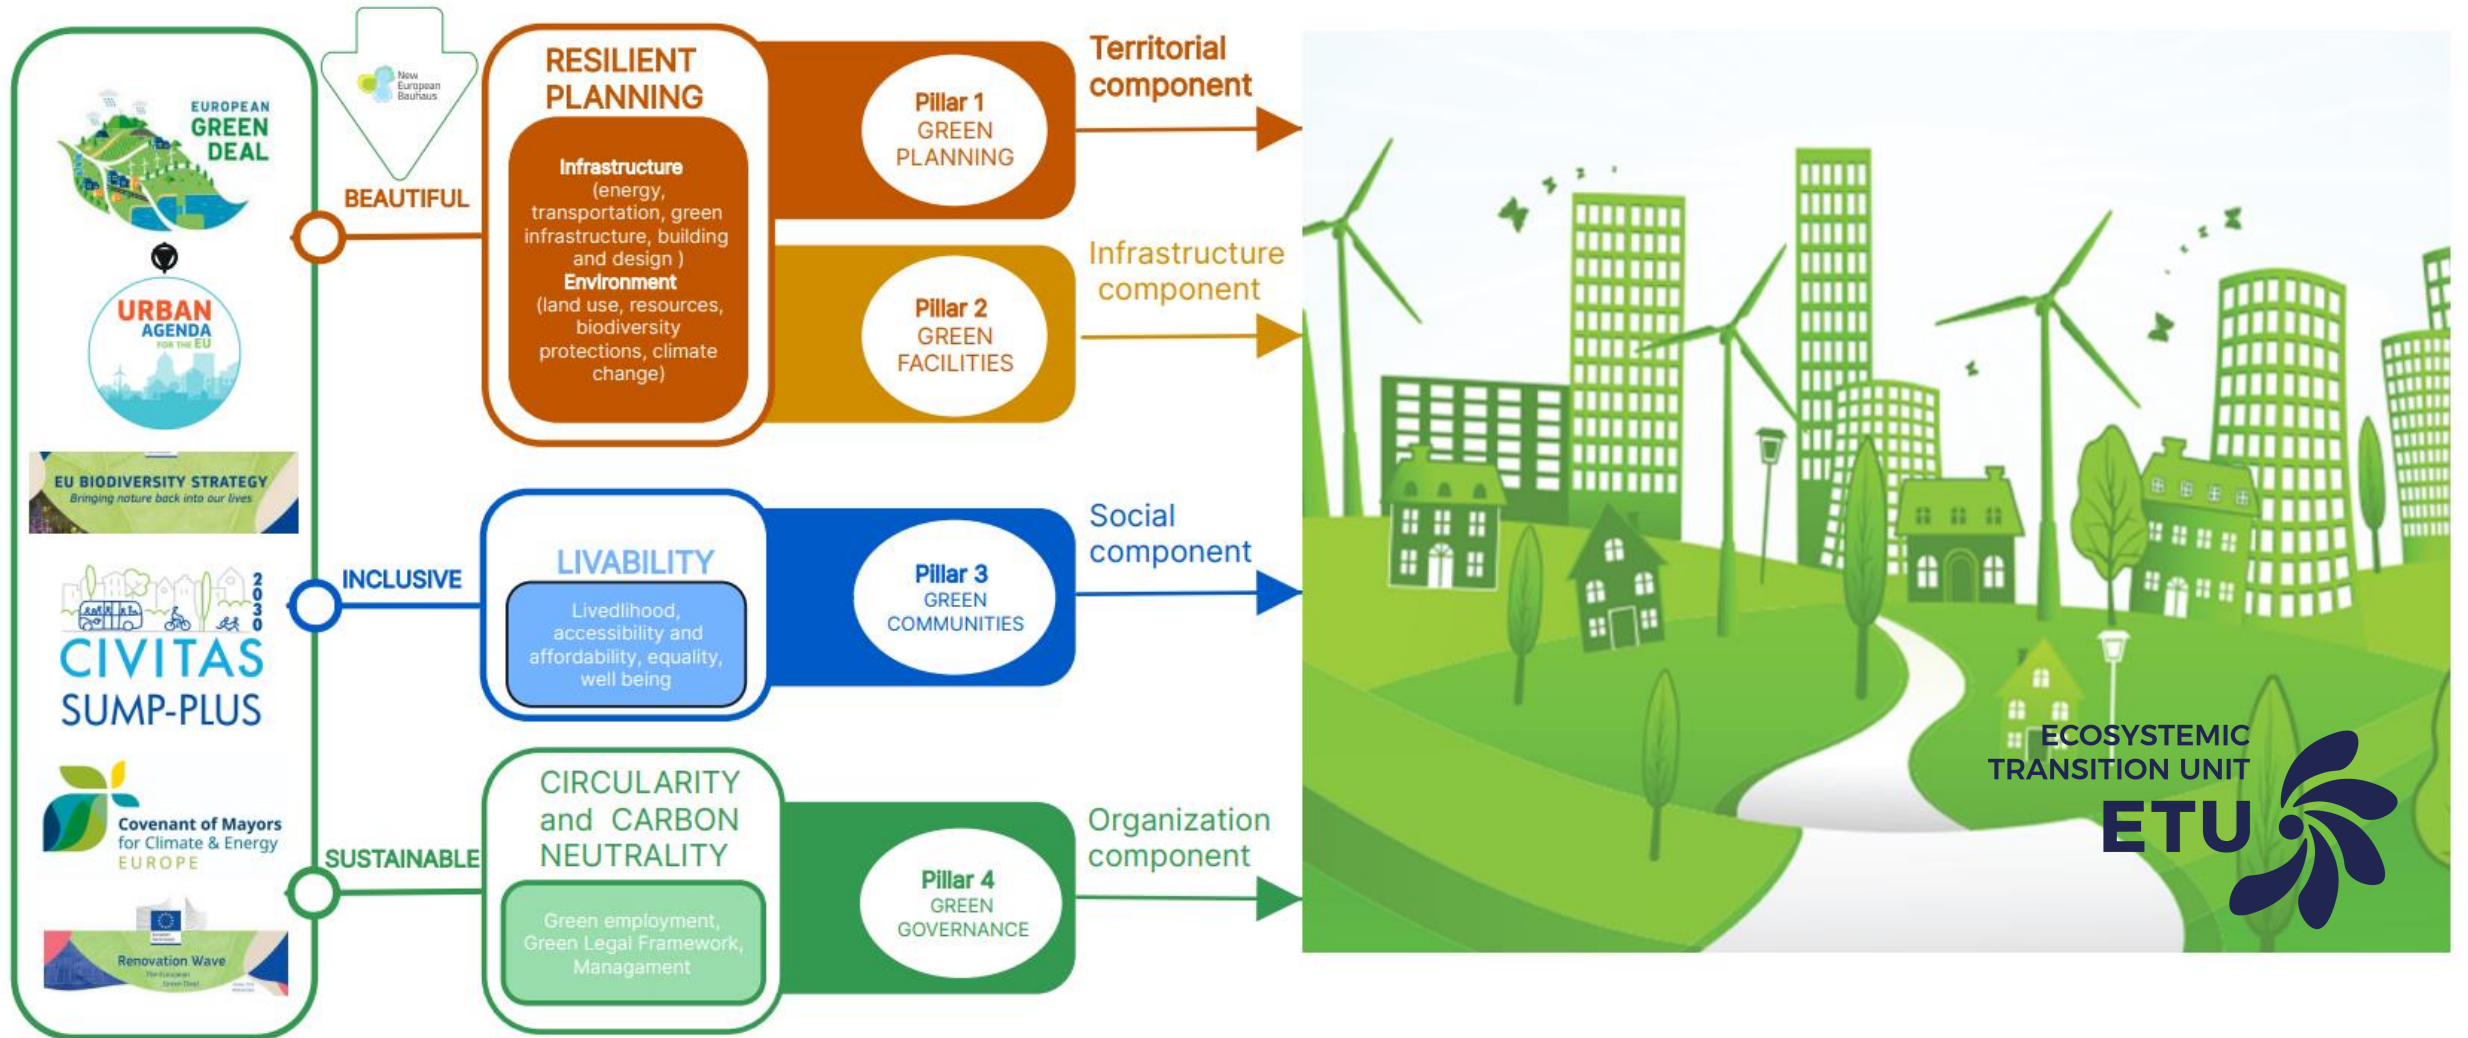 EUROPEAN
GREEN
DEAL
URBAN
AGENDA
FOR THE EU
EU BIODIVERSITY STRATEGY
Bringing nature back into our lives
2030
CIVITAS
SUMP-PLUS
Covenant of Mayors
for Climate & Energy
EUROPE
Renovation Wave
The European
Green Deal
New
European
Bauhaus
BEAUTIFUL
INCLUSIVE
SUSTAINABLE
RESILIENT
PLANNING
Infrastructure
(energy,
transportation, green
infrastructure, building
and design )
Environment
(land use, resources,
biodiversity
protections, climate
change)
LIVABILITY
Livedlihood,
accessibility and
affordability, equality,
well being
CIRCULARITY
and CARBON
NEUTRALITY
Green employment,
Green Legal Framework,
Managament
Pillar 1
GREEN
PLANNING
Pillar 2
GREEN
FACILITIES
Pillar 3
GREEN
COMMUNITIES
Pillar 4
GREEN
GOVERNANCE
Territorial
component
Infrastructure
component
Social
component
Organization
component
ECOSYSTEMIC
TRANSITION UNIT
ETU